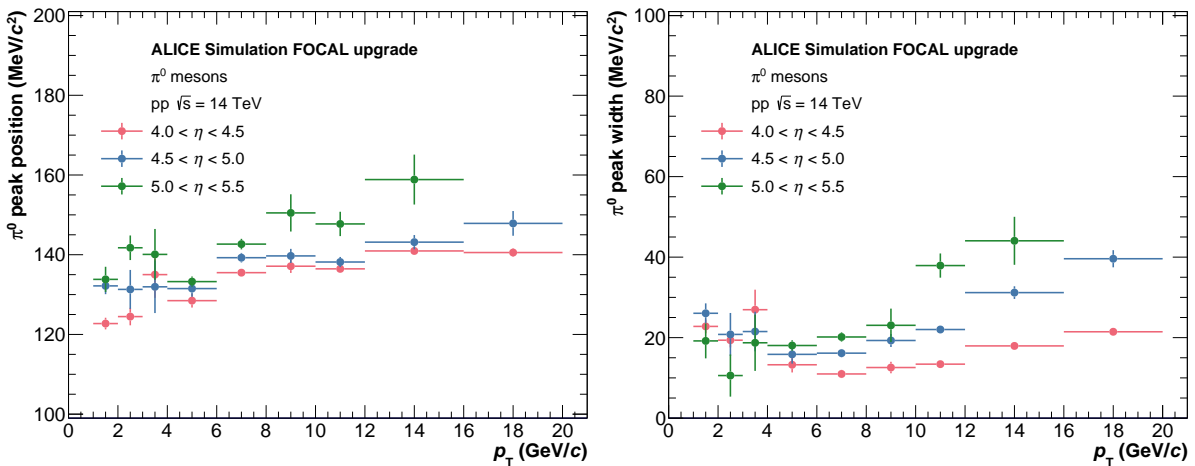 π⁰ peak position (MeV/c²)
200
180
160
140
120
100
ALICE Simulation FOCAL upgrade
π⁰ mesons
pp √s = 14 TeV
4.0 < η < 4.5
4.5 < η < 5.0
5.0 < η < 5.5
0 2 4 6 8 10 12 14 16 18 20
p_T (GeV/c)
π⁰ peak width (MeV/c²)
100
80
60
40
20
0
ALICE Simulation FOCAL upgrade
π⁰ mesons
pp √s = 14 TeV
4.0 < η < 4.5
4.5 < η < 5.0
5.0 < η < 5.5
0 2 4 6 8 10 12 14 16 18 20
p_T (GeV/c)